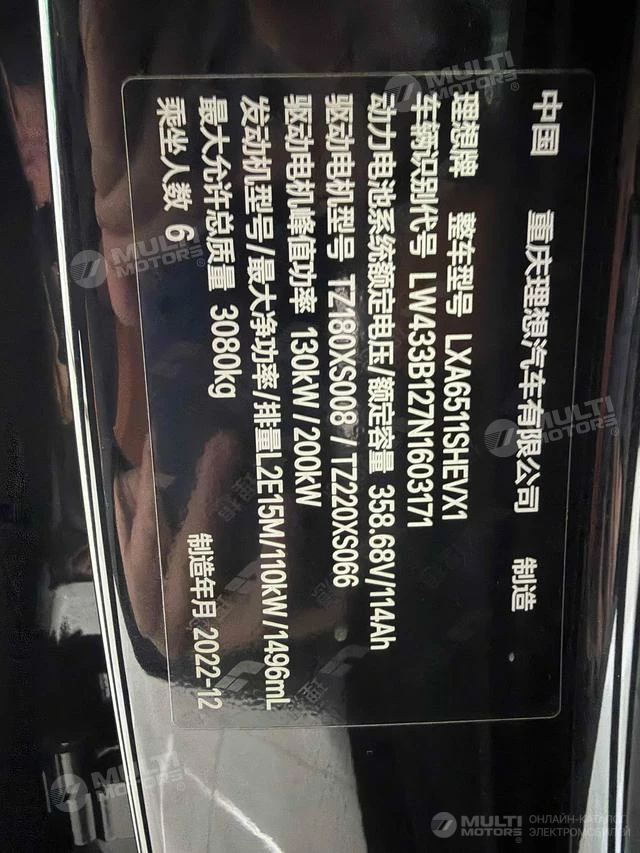 中国 重庆理想汽车有限公司 制造
理想牌 整车型号 LXA6511SHEVX1
车辆识别代号 LW433B127N1603171
动力电池系统额定电压/额定容量 358.68V/114Ah
驱动电机型号 TZ180XS008/TZ220XS066
驱动电机峰值功率 130kW/200kW
发动机型号/最大净功率/排量L2E15M/110kW/1496mL
最大允许总质量 3080kg
乘坐人数 6 制造年月 2022-12
MULTI MOTORS
MULTI MOTORS
MULTI MOTORS
MULTI MOTORS
MULTI MOTORS ОНЛАЙН-КАТАЛОГ ЭЛЕКТРОМОБИЛЕЙ